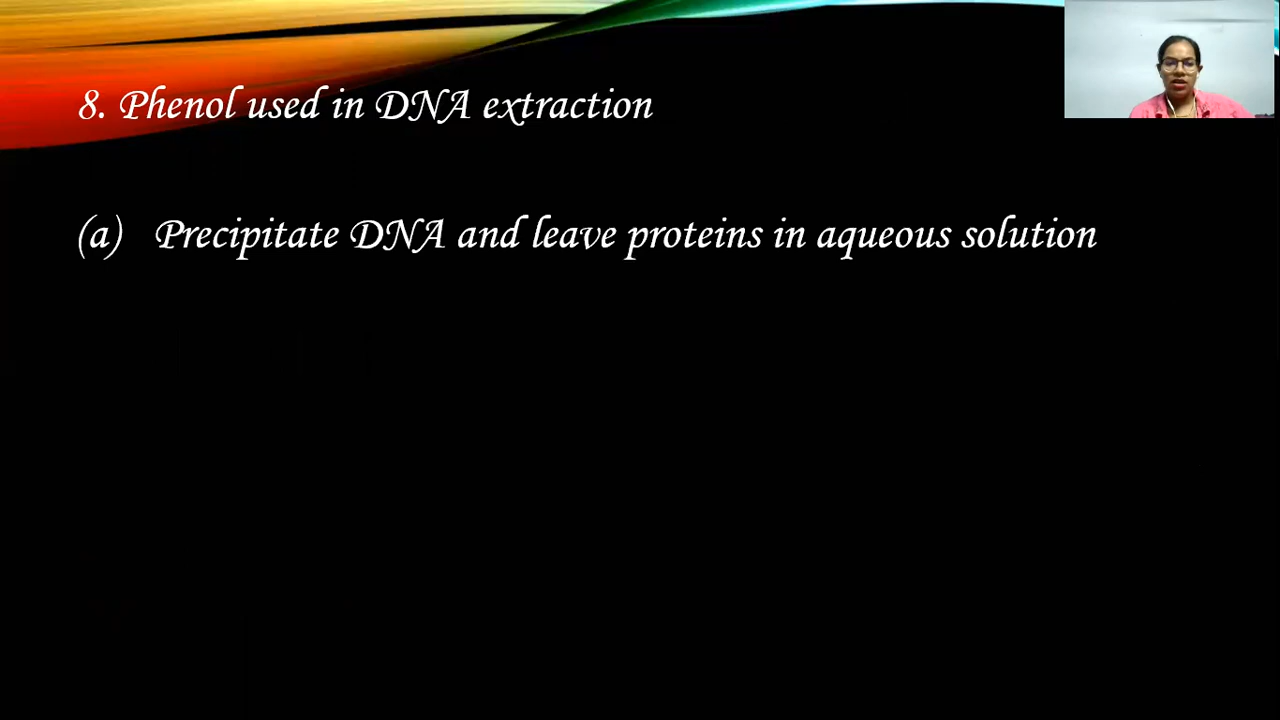 8. Phenol used in DNA extraction
(a) Precipitate DNA and leave proteins in aqueous solution